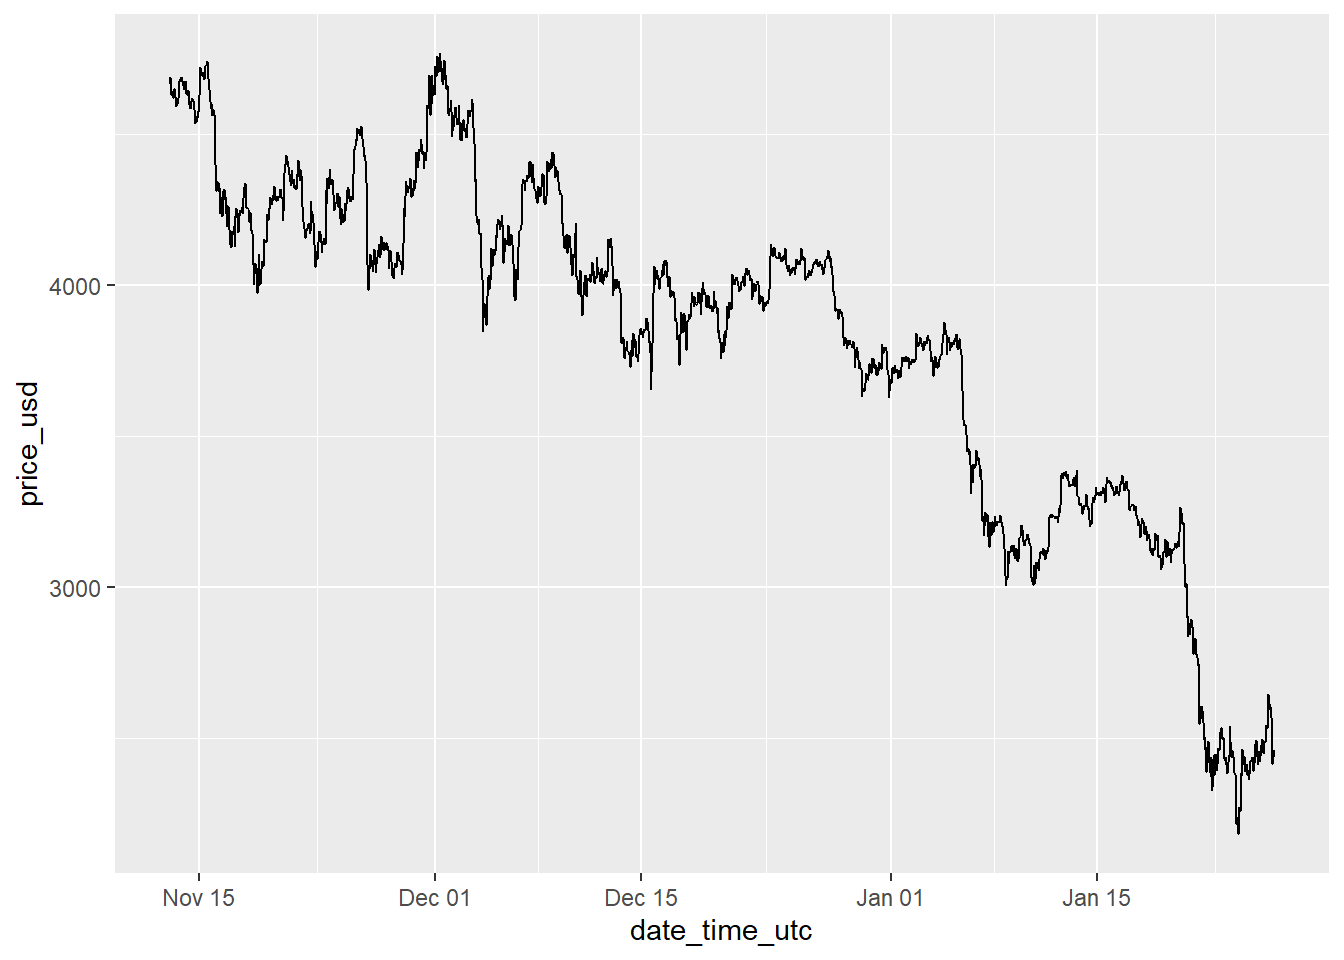 price_usd
4000
3000
Nov 15
Dec 01
Dec 15
Jan 01
Jan 15
date_time_utc